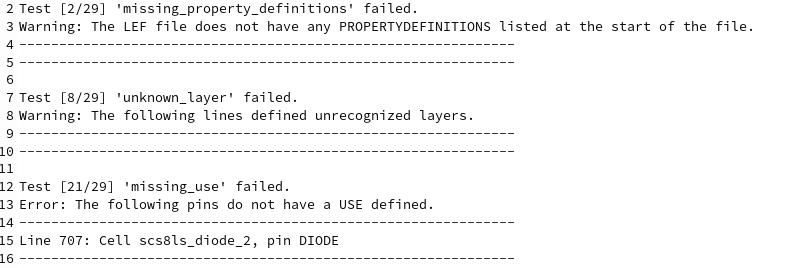 2 Test [2/29] 'missing_property_definitions' failed.
3 Warning: The LEF file does not have any PROPERTYDEFINITIONS listed at the start of the file.
4 --------------------------------------------------------------
5 --------------------------------------------------------------
6
7 Test [8/29] 'unknown_layer' failed.
8 Warning: The following lines defined unrecognized layers.
9 --------------------------------------------------------------
10 --------------------------------------------------------------
11
12 Test [21/29] 'missing_use' failed.
13 Error: The following pins do not have a USE defined.
14 --------------------------------------------------------------
15 Line 707: Cell scs8ls_diode_2, pin DIODE
16 --------------------------------------------------------------